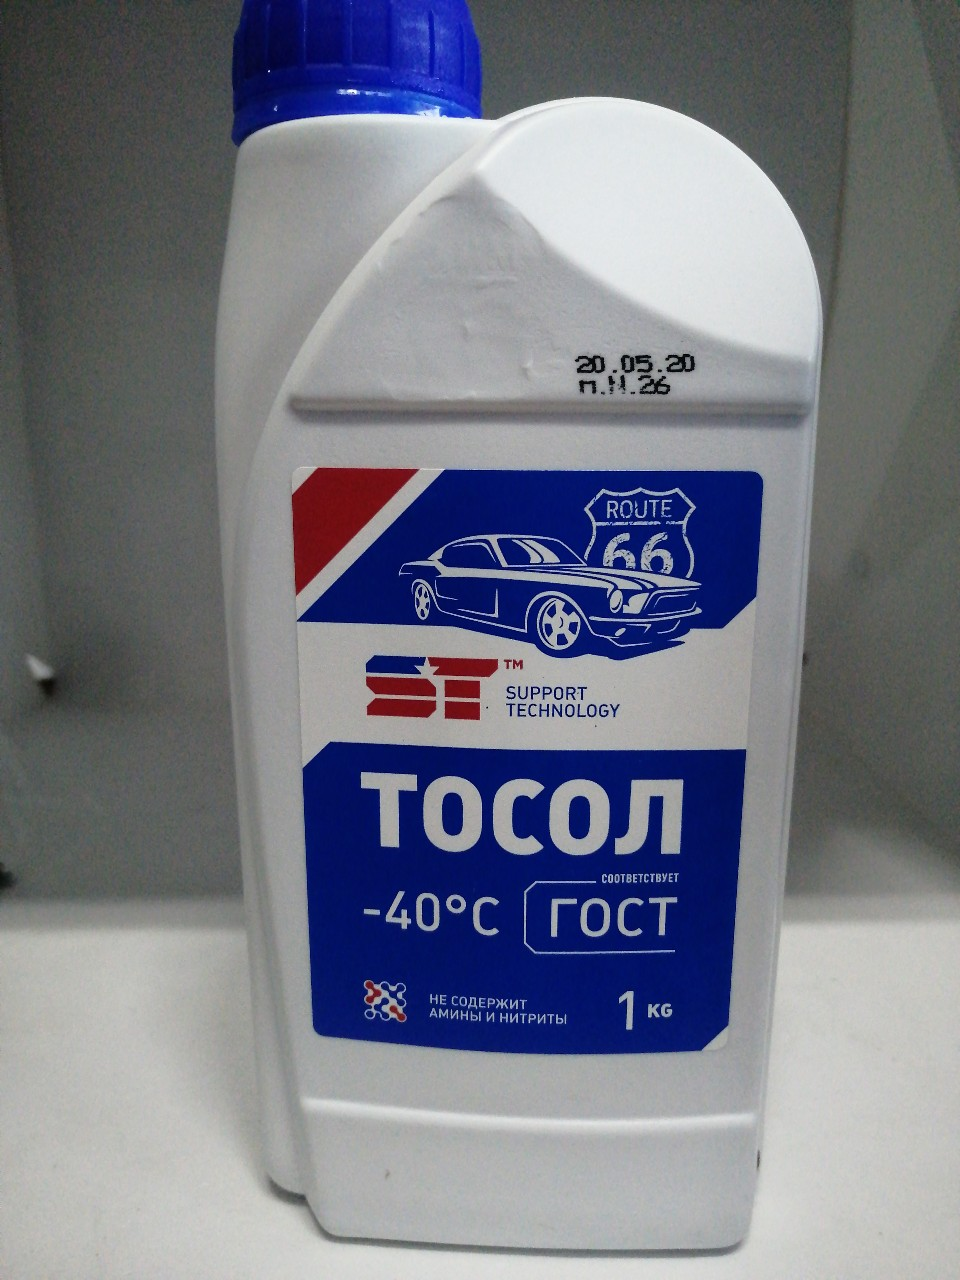 20.05.20
п.N.26
ROUTE
66
ST™
SUPPORT
TECHNOLOGY
ТОСОЛ
СООТВЕТСТВУЕТ
-40°C ГОСТ
НЕ СОДЕРЖИТ
АМИНЫ И НИТРИТЫ
1 KG